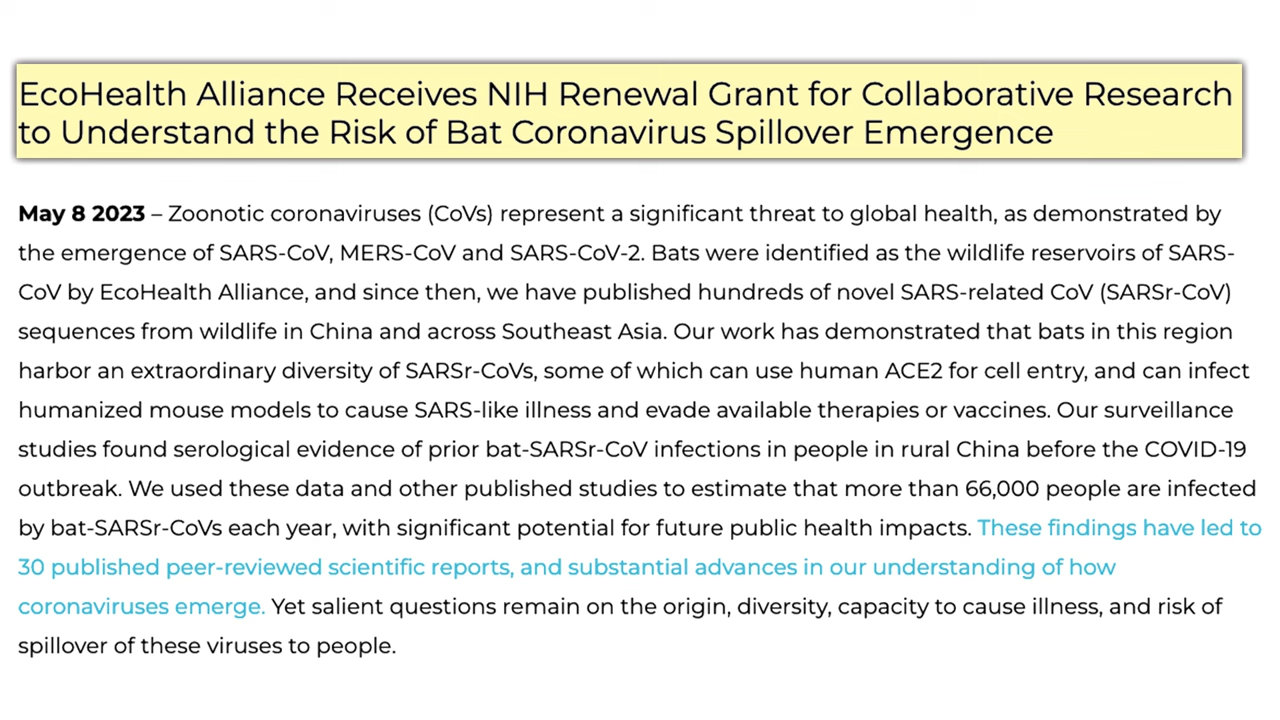 EcoHealth Alliance Receives NIH Renewal Grant for Collaborative Research
to Understand the Risk of Bat Coronavirus Spillover Emergence
May 8 2023 – Zoonotic coronaviruses (CoVs) represent a significant threat to global health, as demonstrated by
the emergence of SARS-CoV, MERS-CoV and SARS-CoV-2. Bats were identified as the wildlife reservoirs of SARS-
CoV by EcoHealth Alliance, and since then, we have published hundreds of novel SARS-related CoV (SARSr-CoV)
sequences from wildlife in China and across Southeast Asia. Our work has demonstrated that bats in this region
harbor an extraordinary diversity of SARSr-CoVs, some of which can use human ACE2 for cell entry, and can infect
humanized mouse models to cause SARS-like illness and evade available therapies or vaccines. Our surveillance
studies found serological evidence of prior bat-SARSr-CoV infections in people in rural China before the COVID-19
outbreak. We used these data and other published studies to estimate that more than 66,000 people are infected
by bat-SARSr-CoVs each year, with significant potential for future public health impacts. These findings have led to
30 published peer-reviewed scientific reports, and substantial advances in our understanding of how
coronaviruses emerge. Yet salient questions remain on the origin, diversity, capacity to cause illness, and risk of
spillover of these viruses to people.